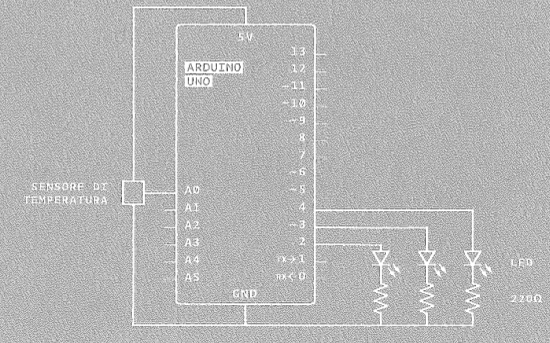 5V
ARDUINO
UNO
13
12
~11
~10
~9
8
7
~6
~5
4
~3
2
TX→1
RX←0
SENSORE DI
TEMPERATURA
A0
A1
A2
A3
A4
A5
GND
LED
220Ω